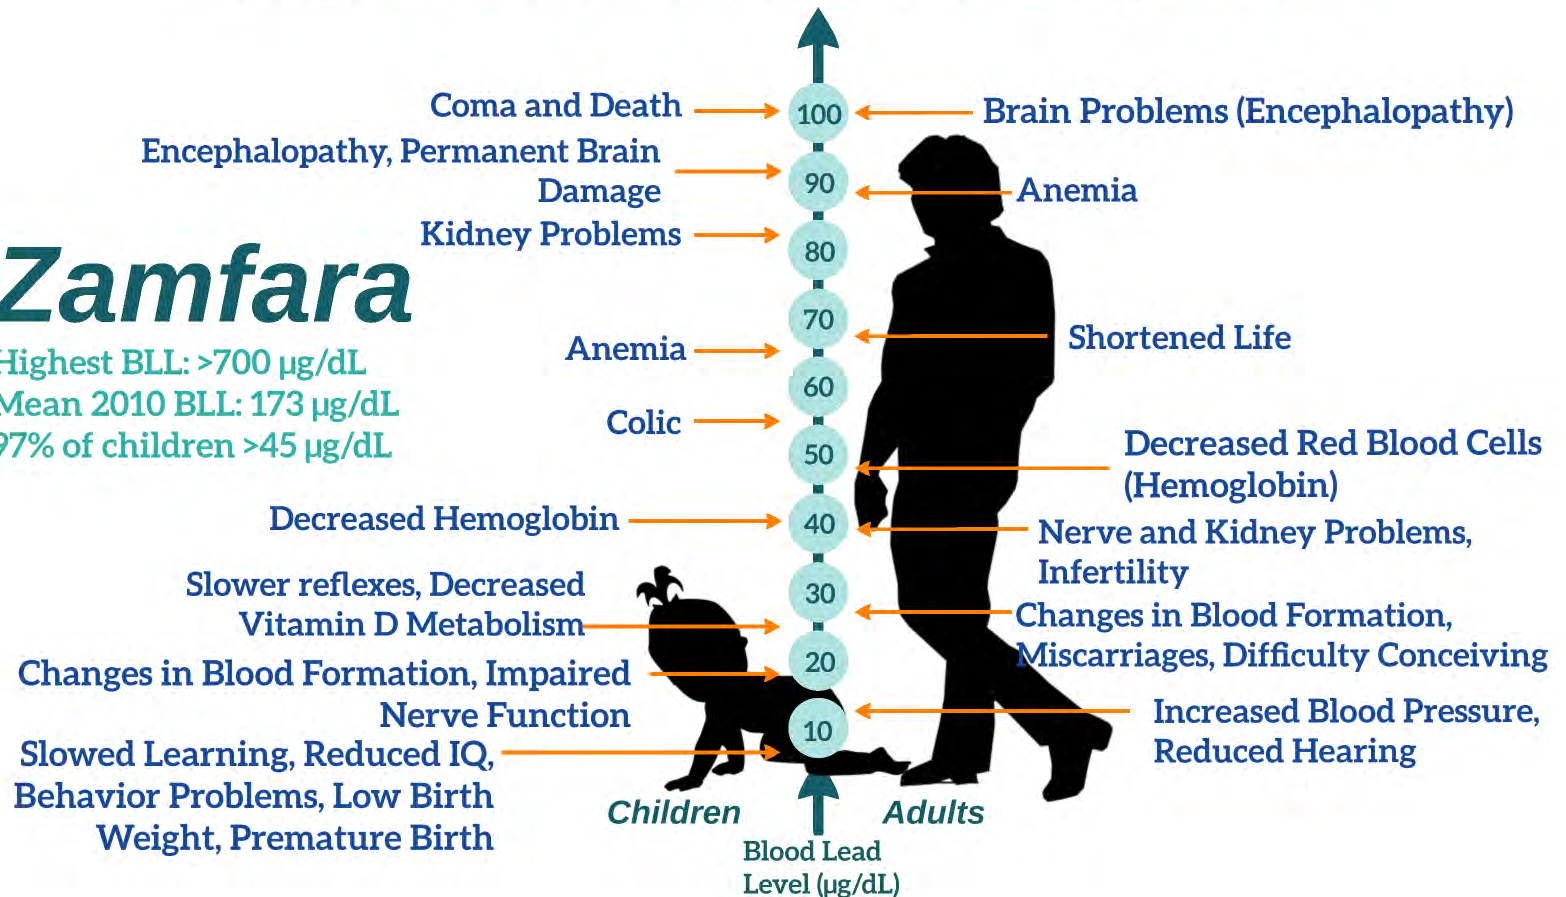 Coma and Death
Encephalopathy, Permanent Brain
Damage
Kidney Problems
Zamfara
Highest BLL: >700 µg/dL
Mean 2010 BLL: 173 µg/dL
97% of children >45 µg/dL
Anemia
Colic
Decreased Hemoglobin
Slower reflexes, Decreased
Vitamin D Metabolism
Changes in Blood Formation, Impaired
Nerve Function
Slowed Learning, Reduced IQ,
Behavior Problems, Low Birth
Weight, Premature Birth
100
90
80
70
60
50
40
30
20
10
Brain Problems (Encephalopathy)
Anemia
Shortened Life
Decreased Red Blood Cells
(Hemoglobin)
Nerve and Kidney Problems,
Infertility
Changes in Blood Formation,
Miscarriages, Difficulty Conceiving
Increased Blood Pressure,
Reduced Hearing
Children
Adults
Blood Lead
Level (µg/dL)